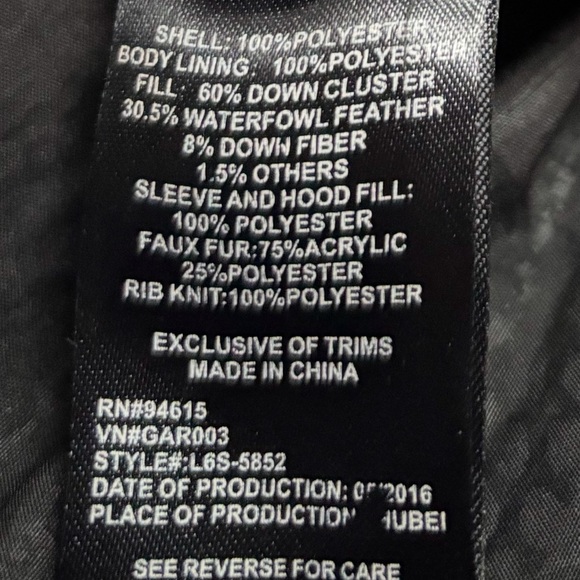 SHELL: 100%POLYESTER
BODY LINING: 100%POLYESTER
FILL: 60% DOWN CLUSTER
30.5% WATERFOWL FEATHER
8% DOWN FIBER
1.5% OTHERS
SLEEVE AND HOOD FILL:
100% POLYESTER
FAUX FUR:75%ACRYLIC
25%POLYESTER
RIB KNIT:100%POLYESTER
EXCLUSIVE OF TRIMS
MADE IN CHINA
RN#94615
VN#GAR003
STYLE#:L6S-5852
DATE OF PRODUCTION: 2016
PLACE OF PRODUCTION
SEE REVERSE FOR CARE